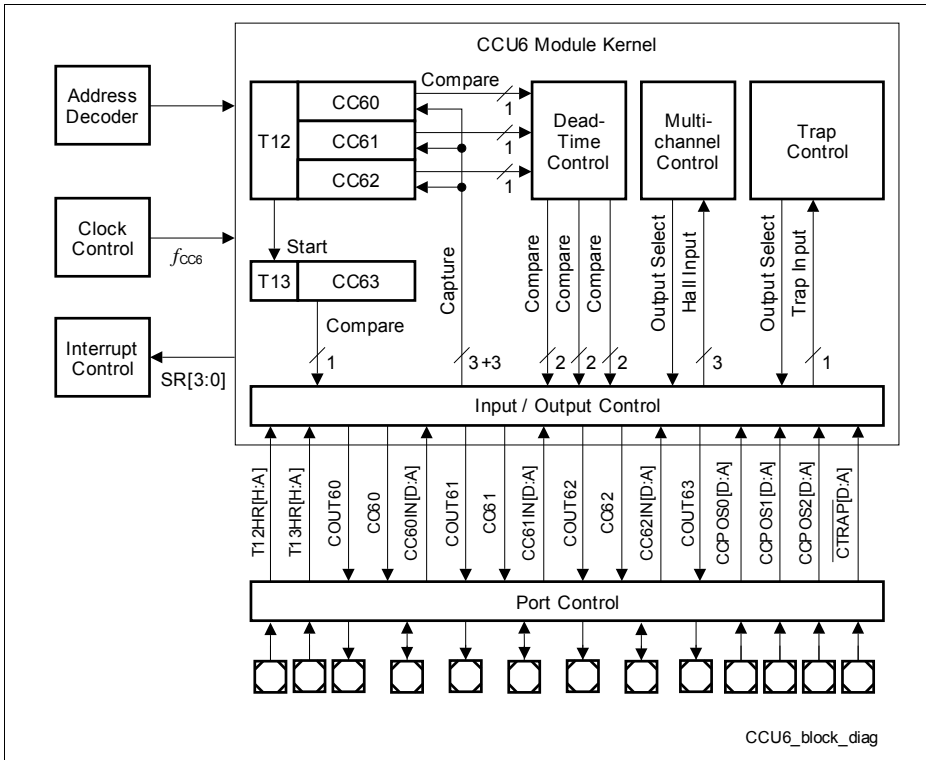 CCU6 Module Kernel
Address
Decoder
Clock
Control
fCC6
Interrupt
Control
SR[3:0]
T12
CC60
CC61
CC62
Compare
1
1
1
Dead-
Time
Control
Multi-
channel
Control
Trap
Control
Start
T13
CC63
Compare
1
Capture
3+3
Compare
Compare
Compare
2
2
2
Output Select
Hall Input
3
Output Select
Trap Input
1
Input / Output Control
T12HR[H:A]
T13HR[H:A]
COUT60
CC60
CC60IN[D:A]
COUT61
CC61
CC61IN[D:A]
COUT62
CC62
CC62IN[D:A]
COUT63
CCPOS0[D:A]
CCPOS1[D:A]
CCPOS2[D:A]
CTRAP[D:A]
Port Control
CCU6_block_diag